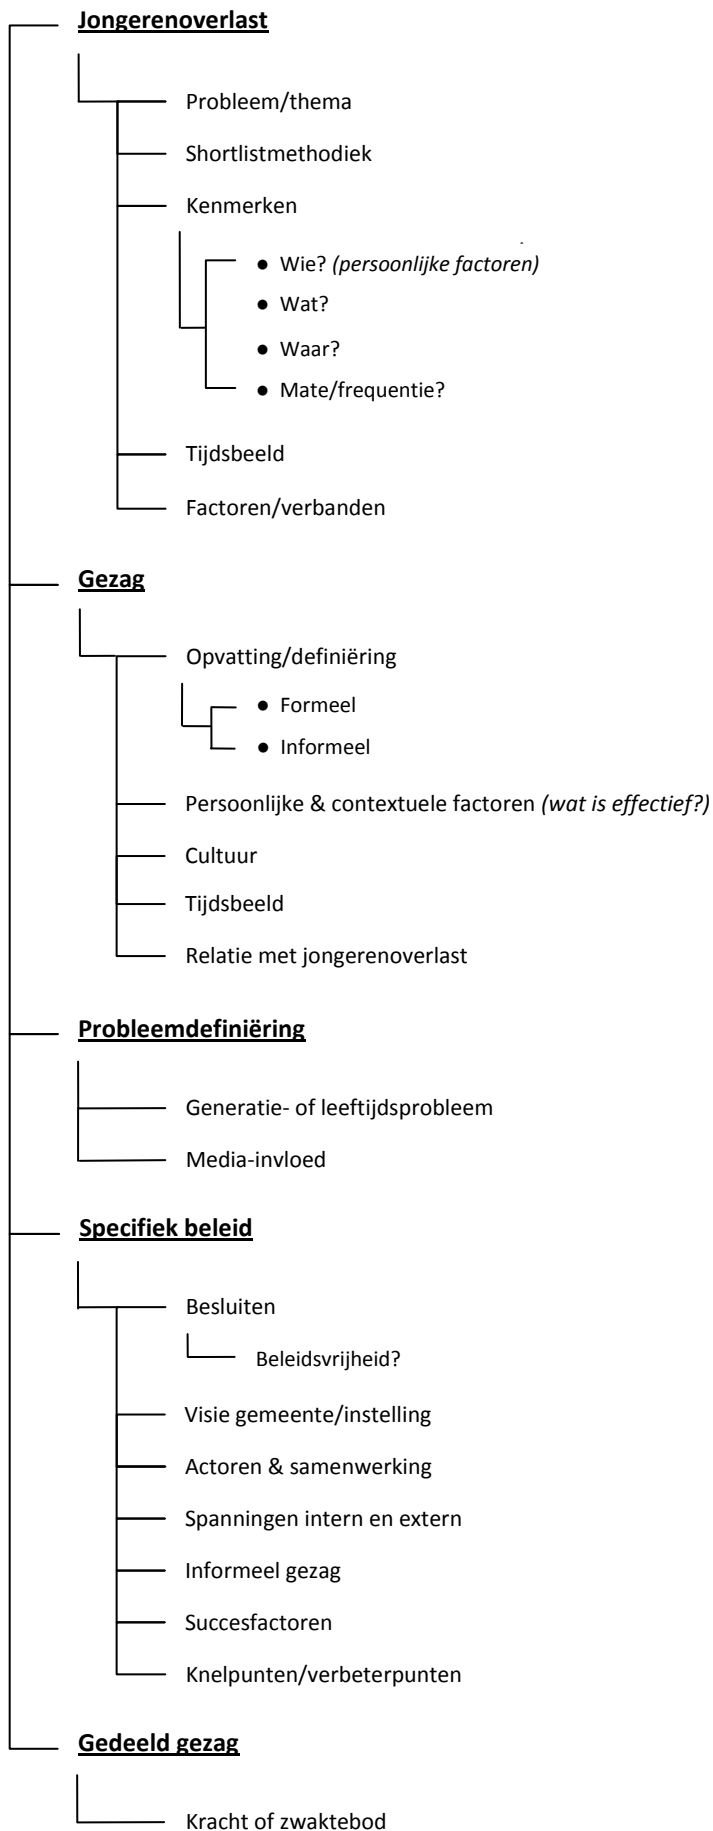 Jongerenoverlast
Probleem/thema
Shortlistmethodiek
Kenmerken
● Wie? (persoonlijke factoren)
● Wat?
● Waar?
● Mate/frequentie?
Tijdsbeeld
Factoren/verbanden
Gezag
Opvatting/definiëring
● Formeel
● Informeel
Persoonlijke & contextuele factoren (wat is effectief?)
Cultuur
Tijdsbeeld
Relatie met jongerenoverlast
Probleemdefiniëring
Generatie- of leeftijdsprobleem
Media-invloed
Specifiek beleid
Besluiten
Beleidsvrijheid?
Visie gemeente/instelling
Actoren & samenwerking
Spanningen intern en extern
Informeel gezag
Succesfactoren
Knelpunten/verbeterpunten
Gedeeld gezag
Kracht of zwaktebod